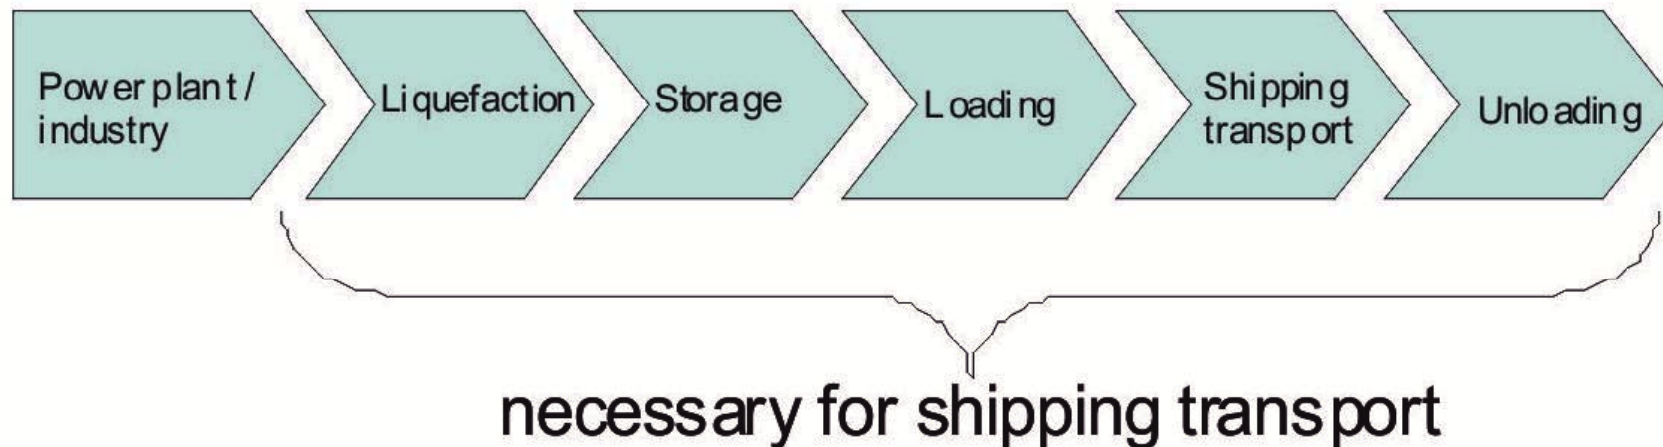 Power plant /
industry
Liquefaction
Storage
Loading
Shipping
transport
Unloading
necessary for shipping transport